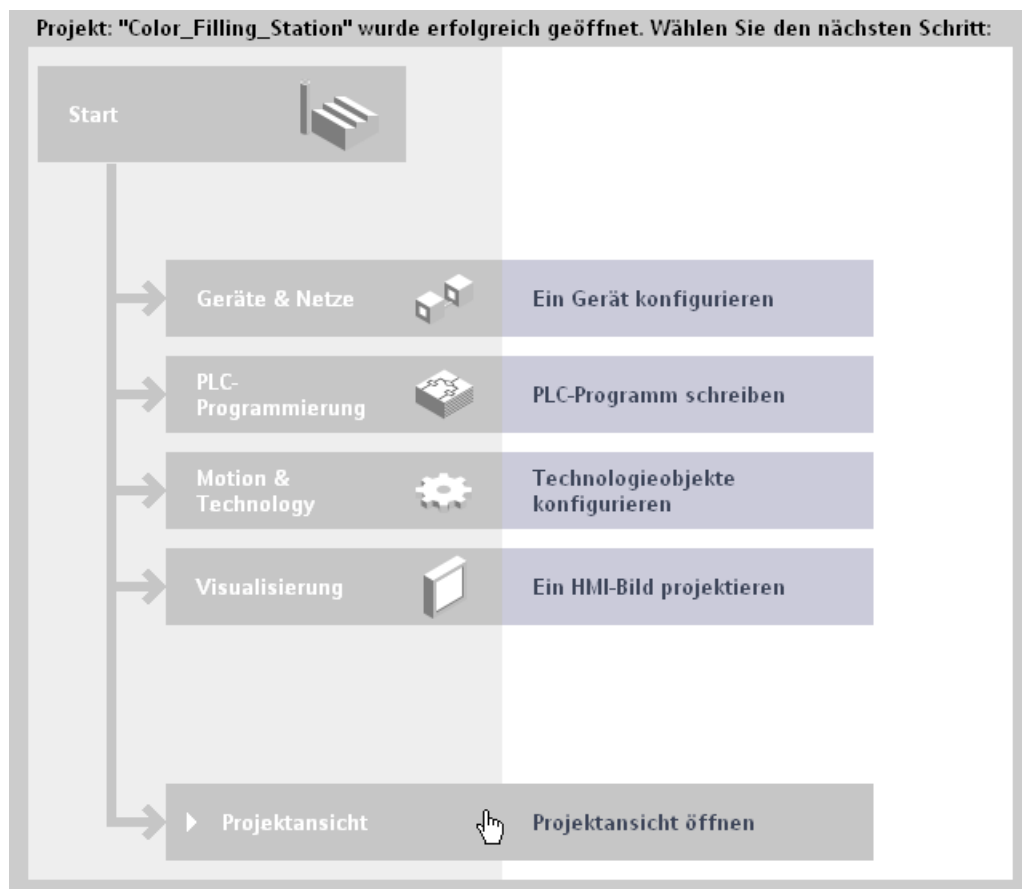 Projekt: "Color_Filling_Station" wurde erfolgreich geöffnet. Wählen Sie den nächsten Schritt:
Start
Geräte & Netze
Ein Gerät konfigurieren
PLC-
Programmierung
PLC-Programm schreiben
Motion &
Technology
Technologieobjekte
konfigurieren
Visualisierung
Ein HMI-Bild projektieren
Projektansicht
Projektansicht öffnen